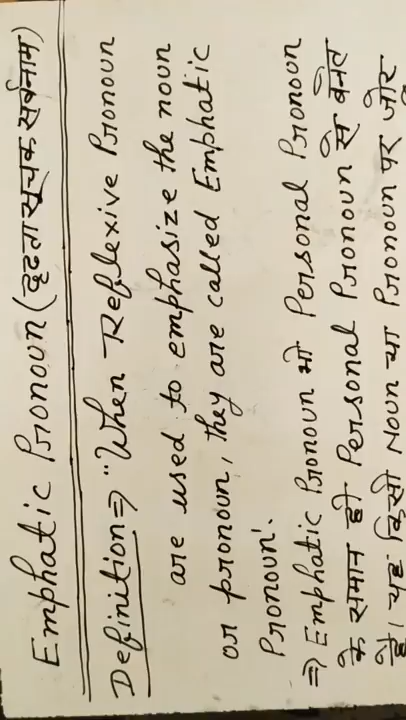 Emphatic Pronoun (दृढतासूचक सर्वनाम)
Definition⇒ "When Reflexive Pronoun
are used to emphasize the noun
or pronoun, they are called Emphatic
Pronoun'.
⇒ Emphatic Pronoun भी Personal Pronoun
के समान ही Personal Pronoun से बनते
है। यह किसी Noun या Pronoun पर जोर